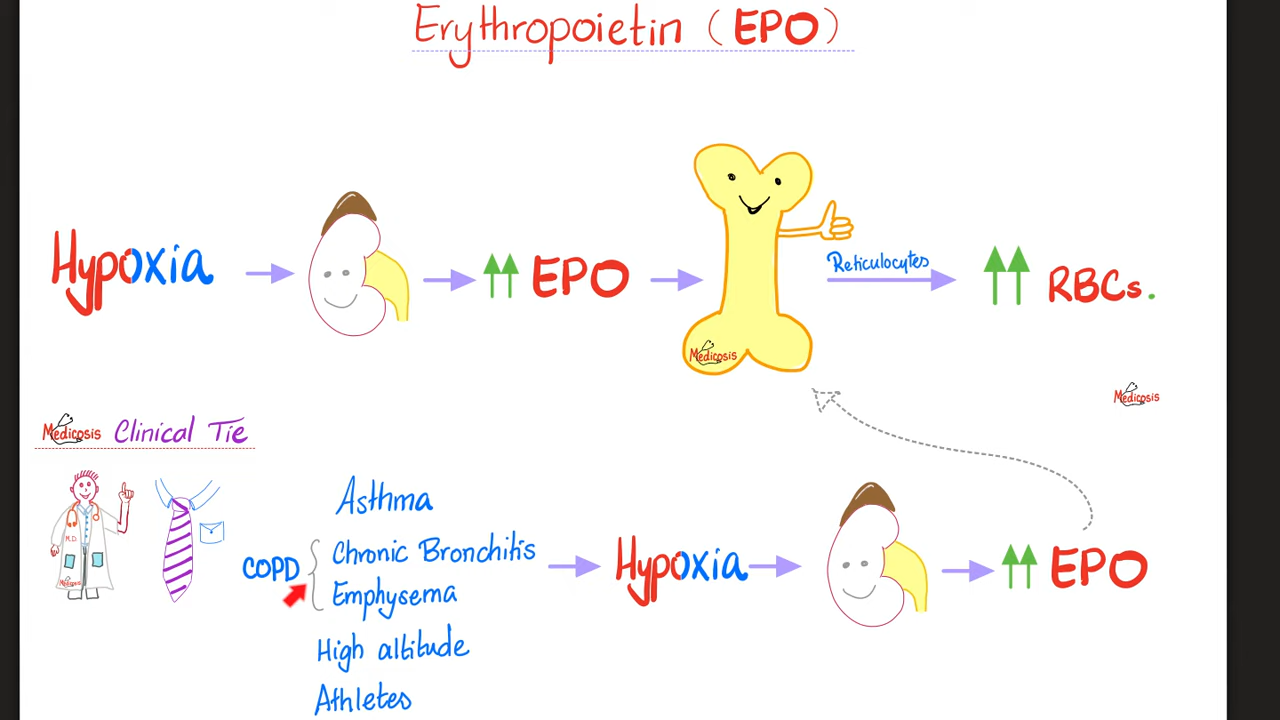 Erythropoietin (EPO)
Hypoxia
EPO
Reticulocytes
RBCs.
Medicosis
Medicosis
Medicosis Clinical Tie
M.D.
Medicosis
Asthma
COPD
Chronic Bronchitis
Emphysema
High altitude
Athletes
Hypoxia
EPO